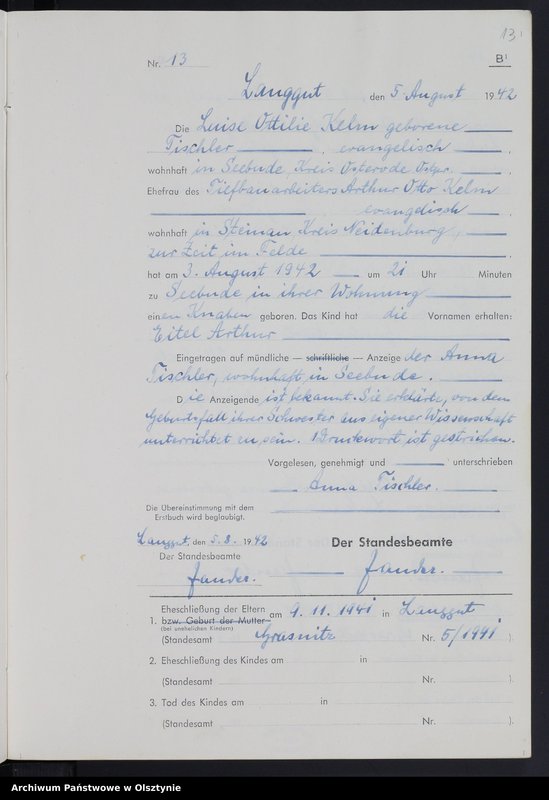 13
Nr. 13
B¹
Langgut, den 5. August 1942
Die Luise Ottilie Kelm geborene
Tischler, evangelisch,
wohnhaft in Seebude, Kreis Osterode Ostpr.
Ehefrau des Tiefbauarbeiters Arthur Otto Kelm
, evangelisch,
wohnhaft in Kreis Neidenburg,
zur Zeit im Felde,
hat am 3. August 1942 um 21 Uhr Minuten
zu Seebude in ihrer Wohnung
einen Knaben geboren. Das Kind hat die Vornamen erhalten:
Eitel Arthur
Eingetragen auf mündliche — schriftliche — Anzeige der Anna
Tischler, wohnhaft in Seebude.
Die Anzeigende ist bekannt. Sie erklärte, von dem
Geburtsfall ihrer Schwester aus eigener Wissenschaft
unterrichtet zu sein. 1 Druckwort ist gestrichen.
Vorgelesen, genehmigt und unterschrieben
Anna Tischler.
Die Übereinstimmung mit dem
Erstbuch wird beglaubigt.
Langgut, den 5.8. 1942
Der Standesbeamte
Der Standesbeamte
Eheschließung der Eltern
1. bzw. Geburt der Mutter am 9.11.1941 in Langgut
(bei unehelichen Kindern)
(Standesamt Grasnitz Nr. 5/1941 ).
2. Eheschließung des Kindes am in
(Standesamt Nr. ).
3. Tod des Kindes am in
(Standesamt Nr. ).
Archiwum Państwowe w Olsztynie